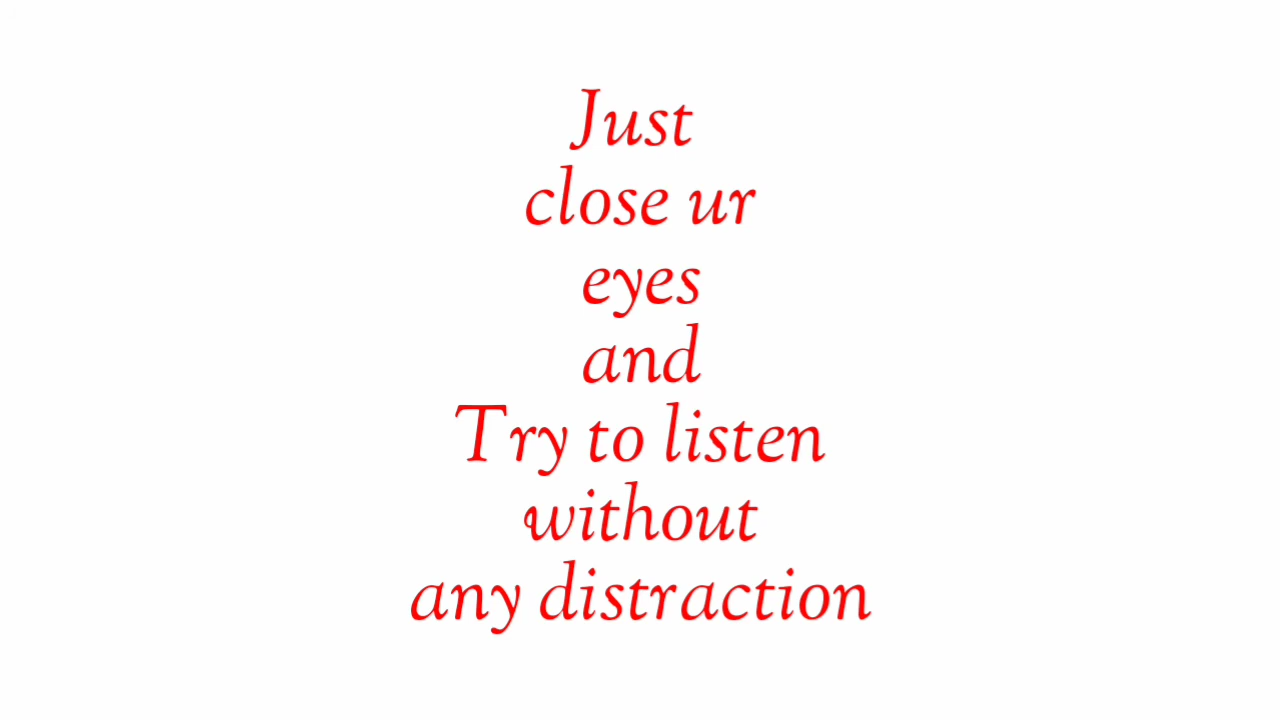 Just
close ur
eyes
and
Try to listen
without
any distraction